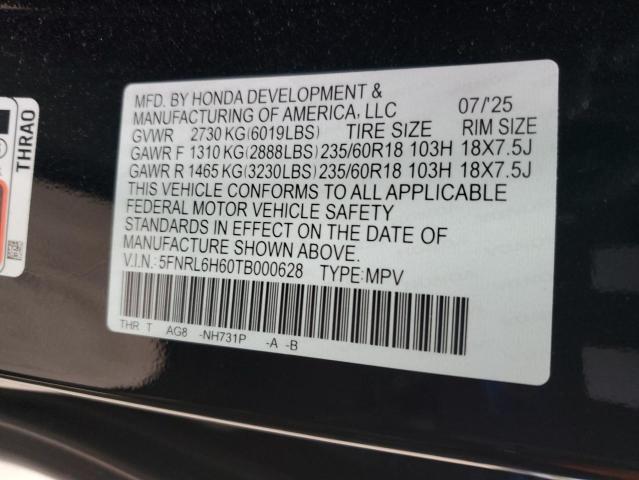 MFD. BY HONDA DEVELOPMENT &
MANUFACTURING OF AMERICA, LLC 07/'25
GVWR 2730 KG(6019LBS) TIRE SIZE RIM SIZE
GAWR F 1310 KG(2888LBS)235/60R18 103H 18X7.5J
GAWR R 1465 KG(3230LBS)235/60R18 103H 18X7.5J
THIS VEHICLE CONFORMS TO ALL APPLICABLE
FEDERAL MOTOR VEHICLE SAFETY
STANDARDS IN EFFECT ON THE DATE OF
MANUFACTURE SHOWN ABOVE.
V.I.N.: 5FNRL6H60TB000628 TYPE:MPV
THR T AG8 -NH731P -A -B
THRA0